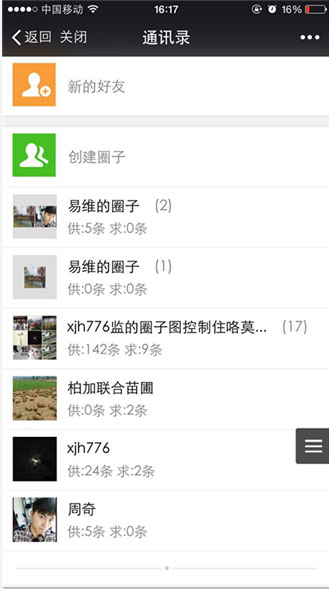 中国移动 16:17 16%
返回 关闭 通讯录
新的好友
创建圈子
易维的圈子 (2)
供:5条 求:0条
易维的圈子 (1)
供:0条 求:0条
xjh776监的圈子图控制住咯莫... (17)
供:142条 求:9条
柏加联合苗圃
供:0条 求:2条
xjh776
供:24条 求:2条
周奇
供:5条 求:0条